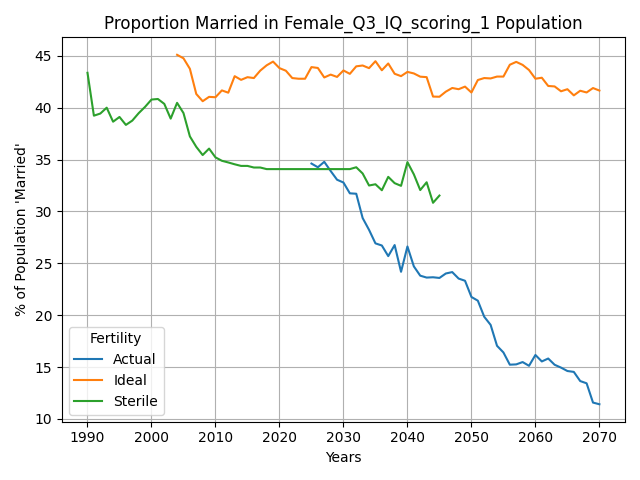 Proportion Married in Female_Q3_IQ_scoring_1 Population
% of Population 'Married'
45
40
35
30
25
20
15
10
Fertility
Actual
Ideal
Sterile
1990 2000 2010 2020 2030 2040 2050 2060 2070
Years